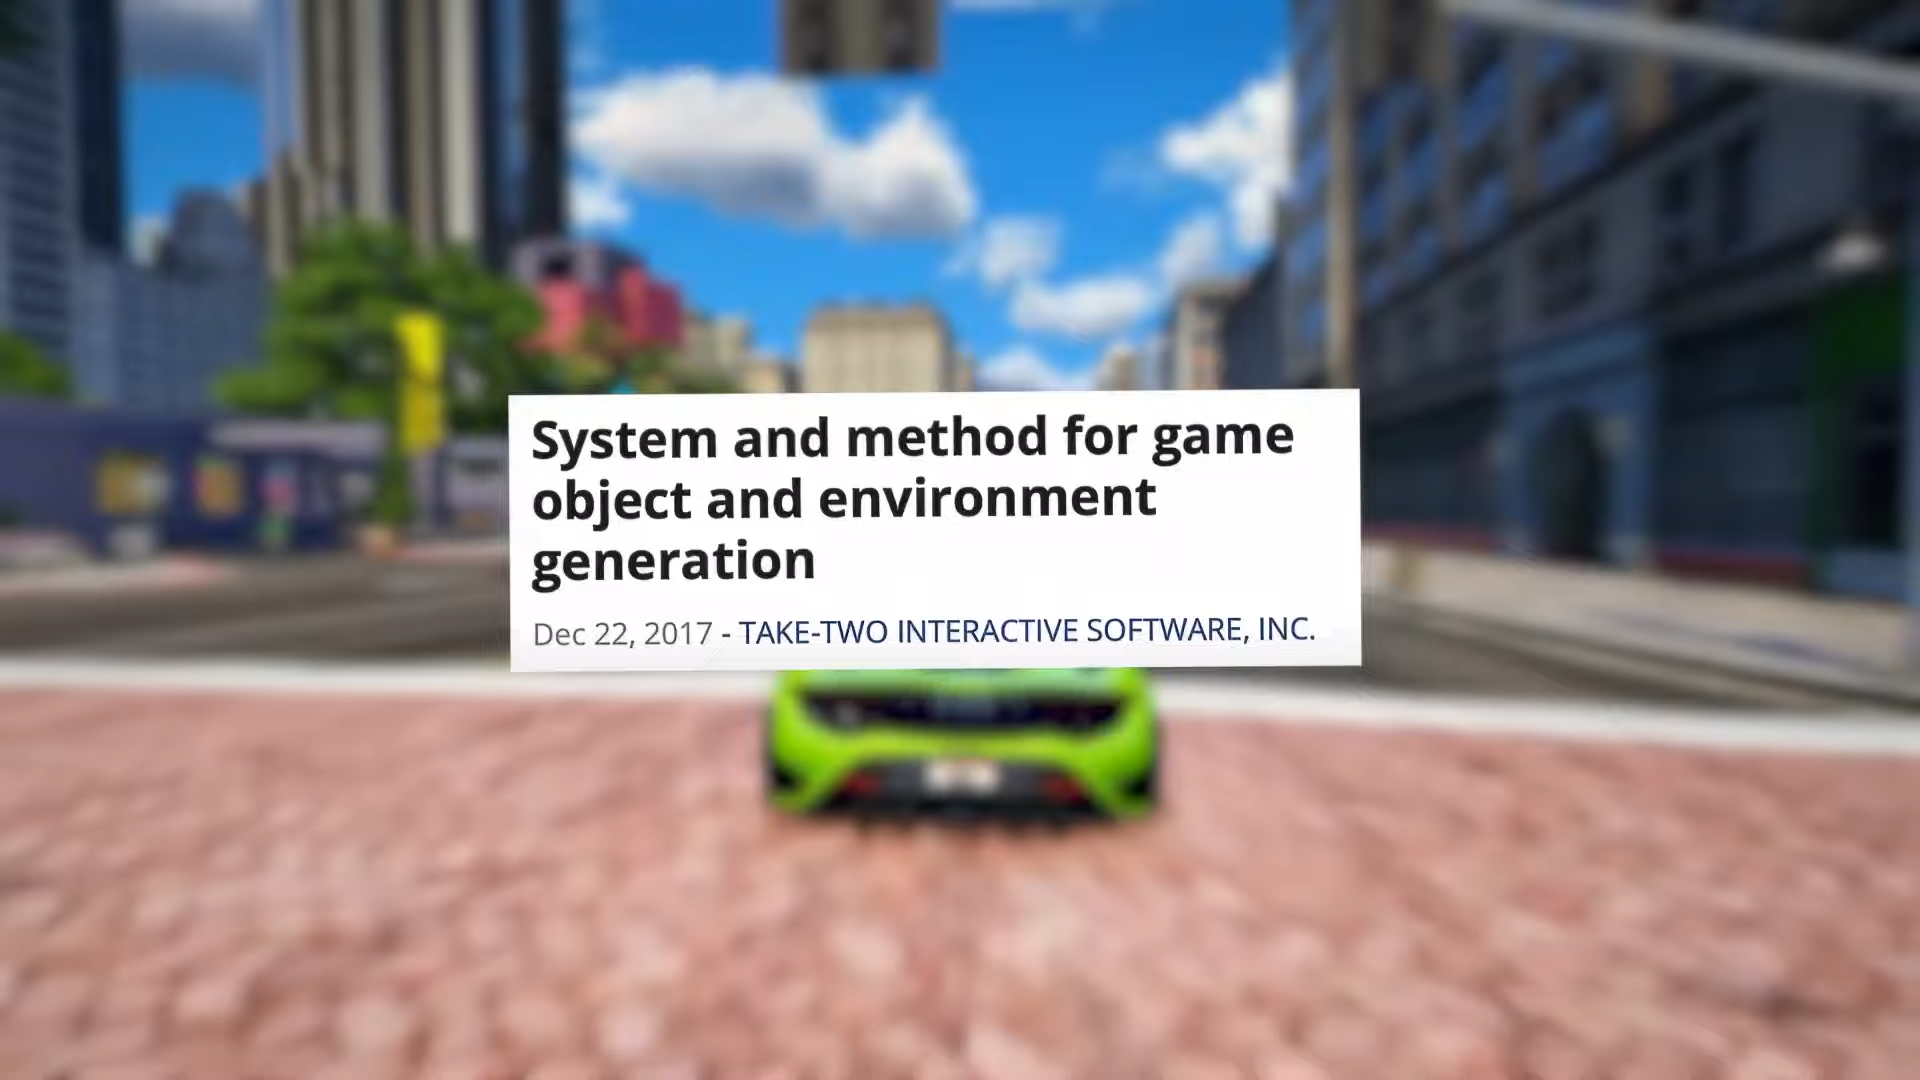 System and method for game
object and environment
generation
Dec 22, 2017 - TAKE-TWO INTERACTIVE SOFTWARE, INC.